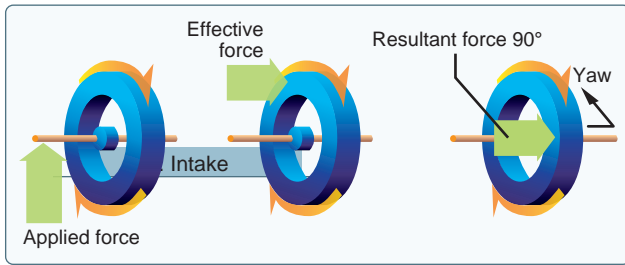 Effective
force
Resultant force 90°
Yaw
. Intake
Applied force